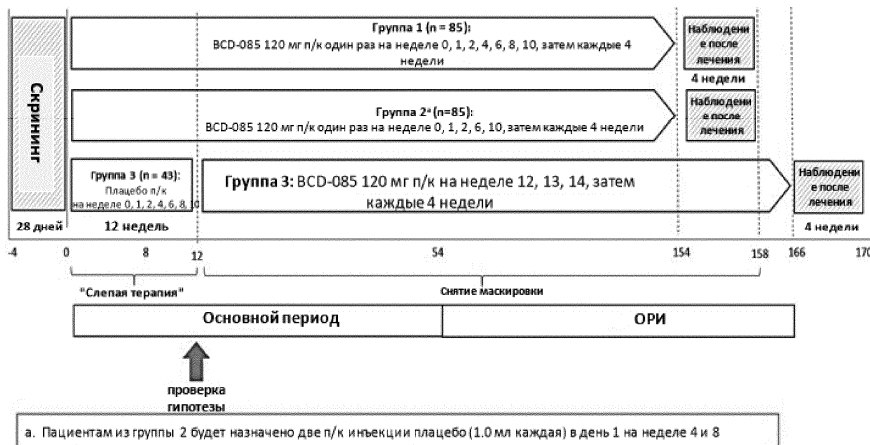 Скрининг
Группа 1 (n = 85):
BCD-085 120 мг п/к один раз на неделе 0, 1, 2, 4, 6, 8, 10, затем каждые 4
недели
Наблюдени
е после
лечения
4 недели
Группа 2ª (n=85):
BCD-085 120 мг п/к один раз на неделе 0, 1, 2, 6, 10, затем каждые 4 недели
Наблюдени
е после
лечения
Группа 3 (n = 43):
Плацебо п/к
на неделе 0, 1, 2, 4, 6, 8, 10
Группа 3: BCD-085 120 мг п/к на неделе 12, 13, 14, затем
каждые 4 недели
Наблюдени
е после
лечения
28 дней
12 недель
4 недели
-4 0 8 12 54 154 158 166 170
"Слепая терапия"
Снятие маскировки
Основной период
ОРИ
проверка
гипотезы
a. Пациентам из группы 2 будет назначено две п/к инъекции плацебо (1.0 мл каждая) в день 1 на неделе 4 и 8